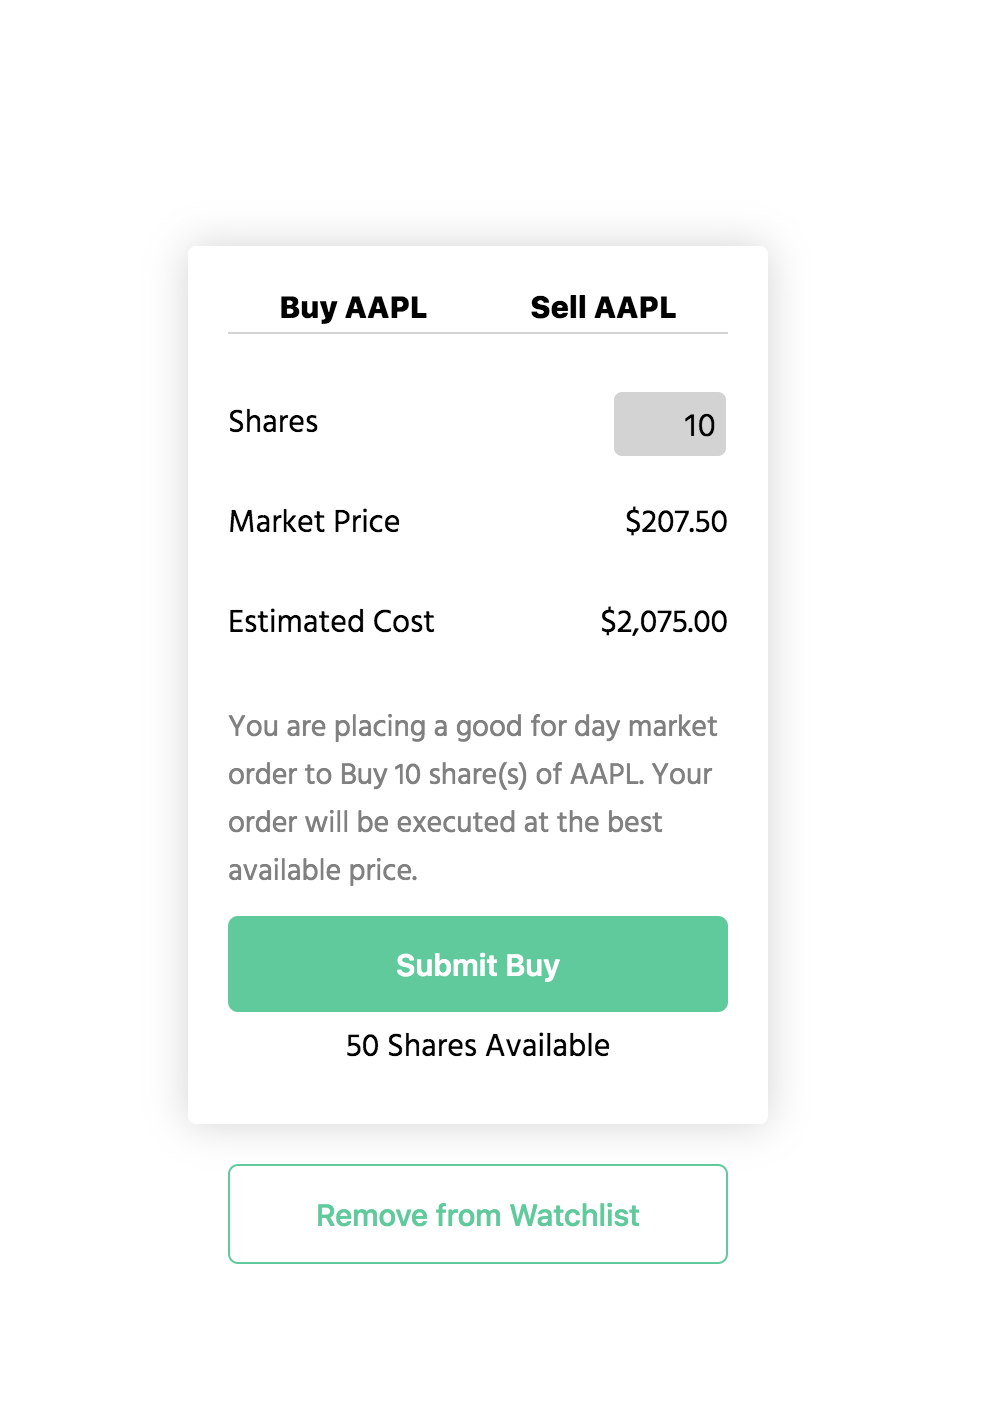 Buy AAPL Sell AAPL
Shares 10
Market Price $207.50
Estimated Cost $2,075.00
You are placing a good for day market
order to Buy 10 share(s) of AAPL. Your
order will be executed at the best
available price.
Submit Buy
50 Shares Available
Remove from Watchlist